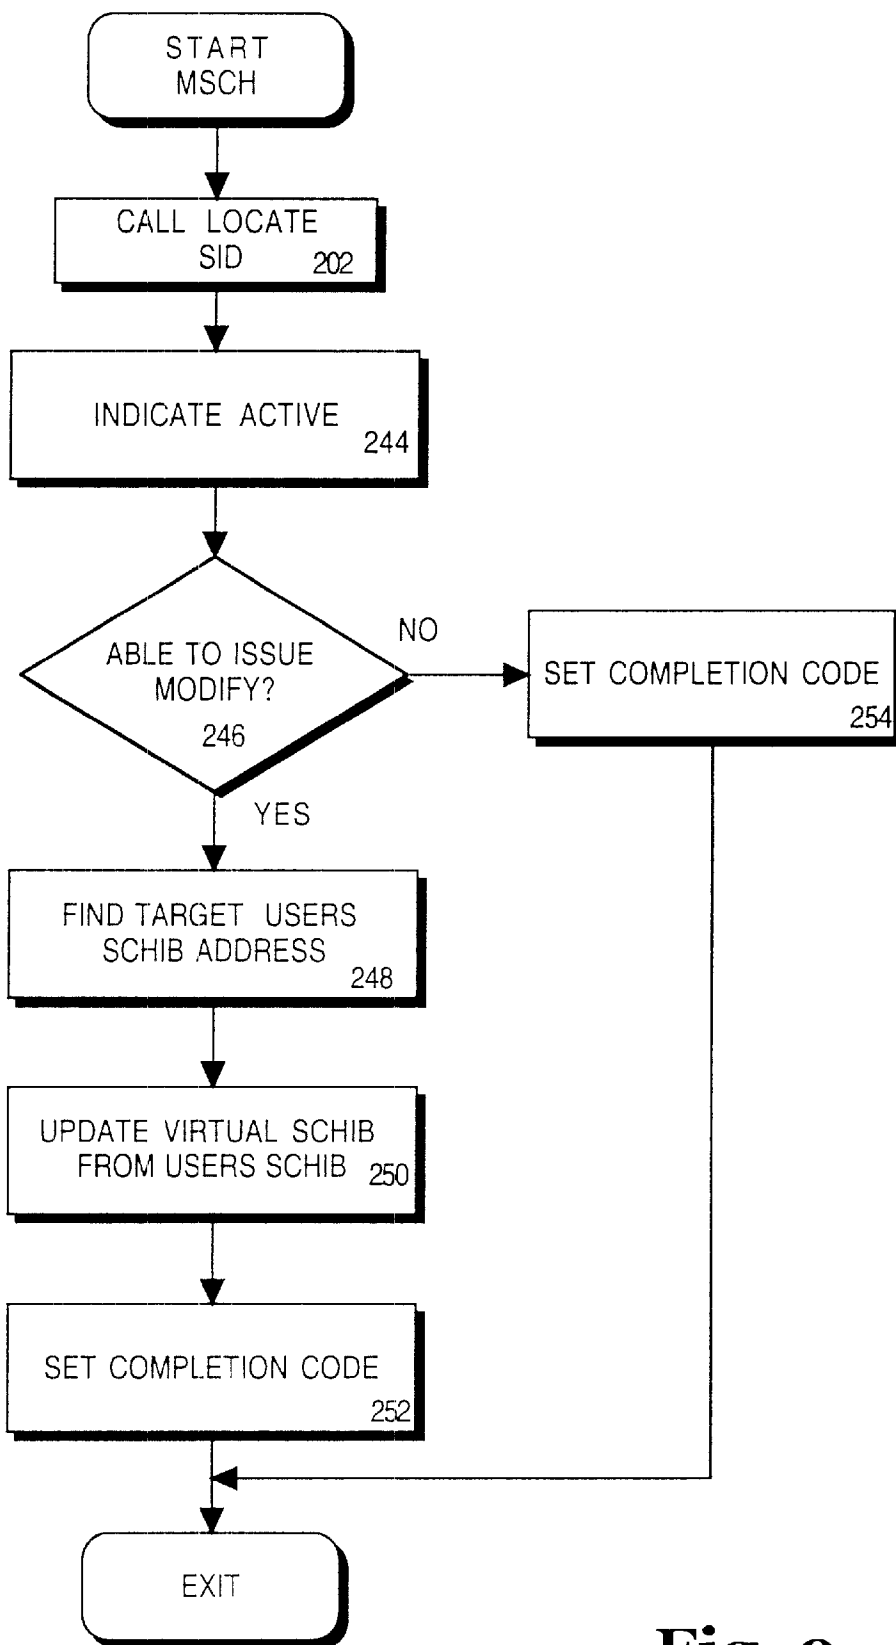 START
MSCH
CALL LOCATE
SID
202
INDICATE ACTIVE
244
ABLE TO ISSUE
MODIFY?
246
NO
SET COMPLETION CODE
254
YES
FIND TARGET USERS
SCHIB ADDRESS
248
UPDATE VIRTUAL SCHIB
FROM USERS SCHIB
250
SET COMPLETION CODE
252
EXIT
Fig.